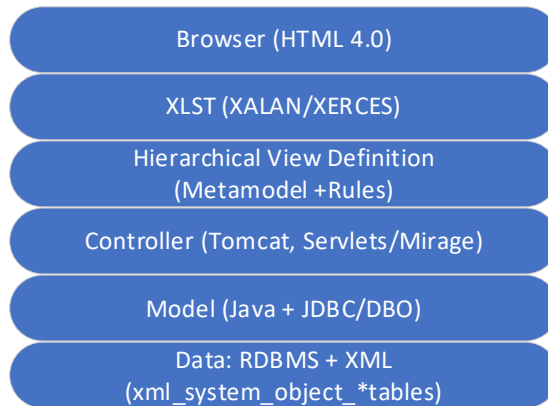 Browser (HTML 4.0)
XLST (XALAN/XERCES)
Hierarchical View Definition
(Metamodel +Rules)
Controller (Tomcat, Servlets/Mirage)
Model (Java + JDBC/DBO)
Data: RDBMS + XML
(xml_system_object_*tables)